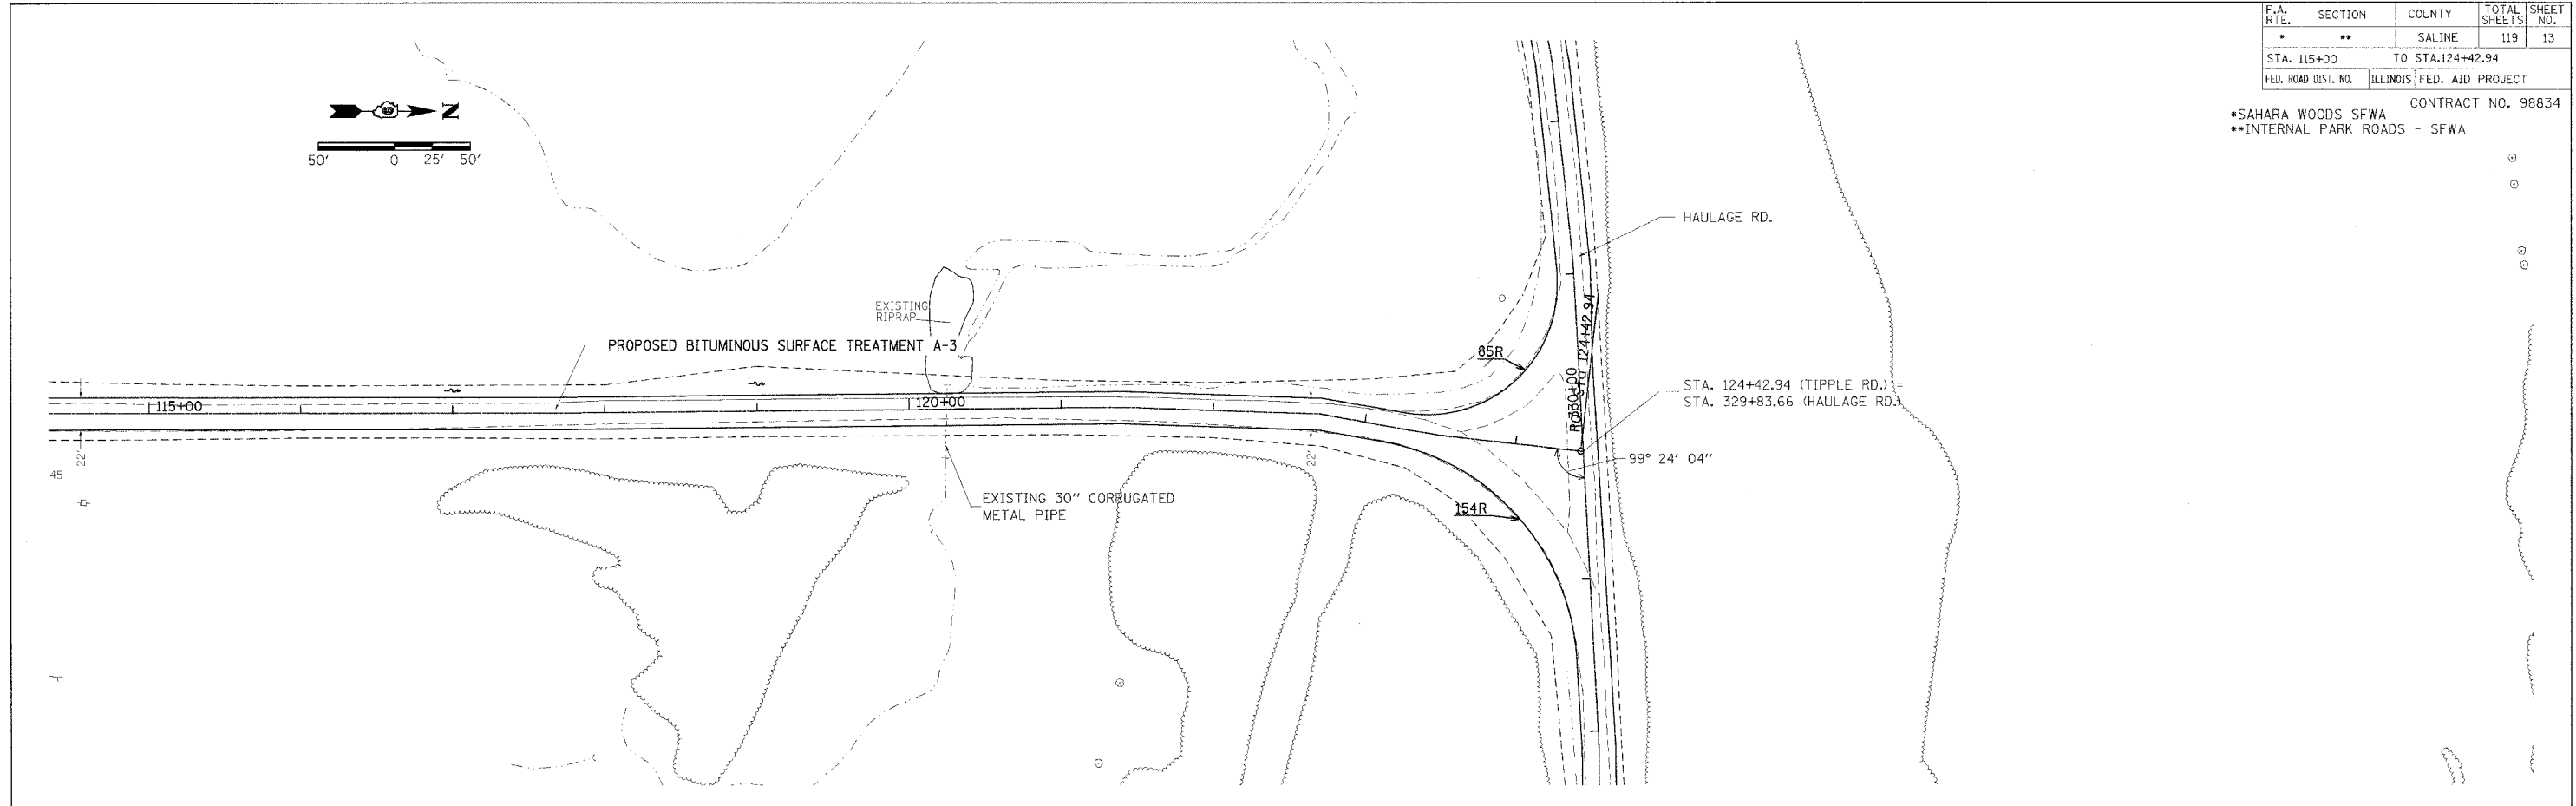 F.A. RTE. SECTION COUNTY TOTAL SHEETS SHEET NO.
* ** SALINE 119 13
STA. 115+00 TO STA.124+42.94
FED. ROAD DIST. NO. ILLINOIS FED. AID PROJECT
CONTRACT NO. 98834
*SAHARA WOODS SFWA
**INTERNAL PARK ROADS - SFWA
N
50' 0 25' 50'
HAULAGE RD.
EXISTING
RIPRAP
PROPOSED BITUMINOUS SURFACE TREATMENT A-3
85R
124+42.94
330+00
STA. 124+42.94 (TIPPLE RD.) =
STA. 329+83.66 (HAULAGE RD.)
115+00
120+00
22'
22'
45
99° 24' 04"
EXISTING 30" CORRUGATED
METAL PIPE
154R